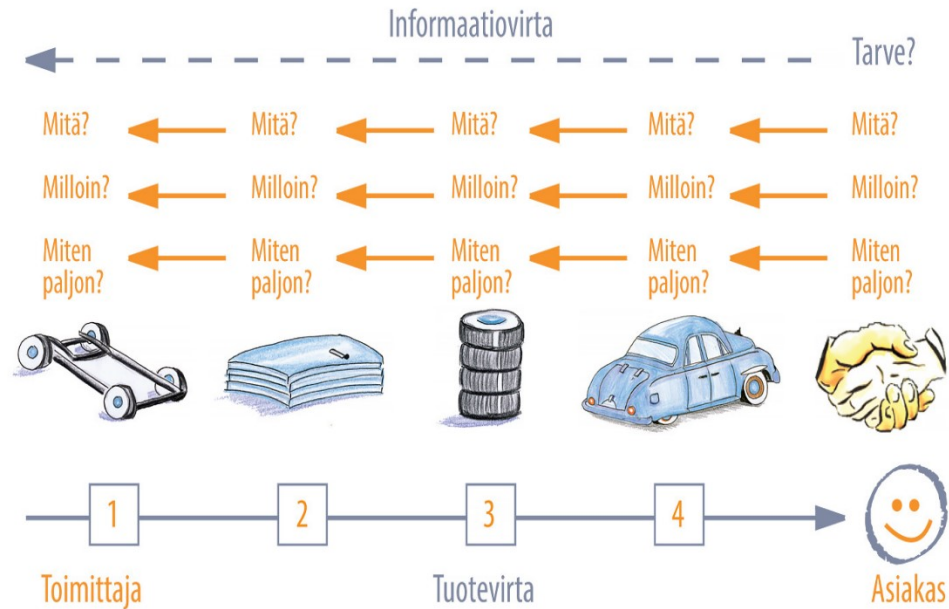 Informaatiovirta
Tarve?
Mitä? Mitä? Mitä? Mitä? Mitä?
Milloin? Milloin? Milloin? Milloin? Milloin?
Miten Miten Miten Miten Miten
paljon? paljon? paljon? paljon? paljon?
1 2 3 4
Toimittaja Tuotevirta Asiakas